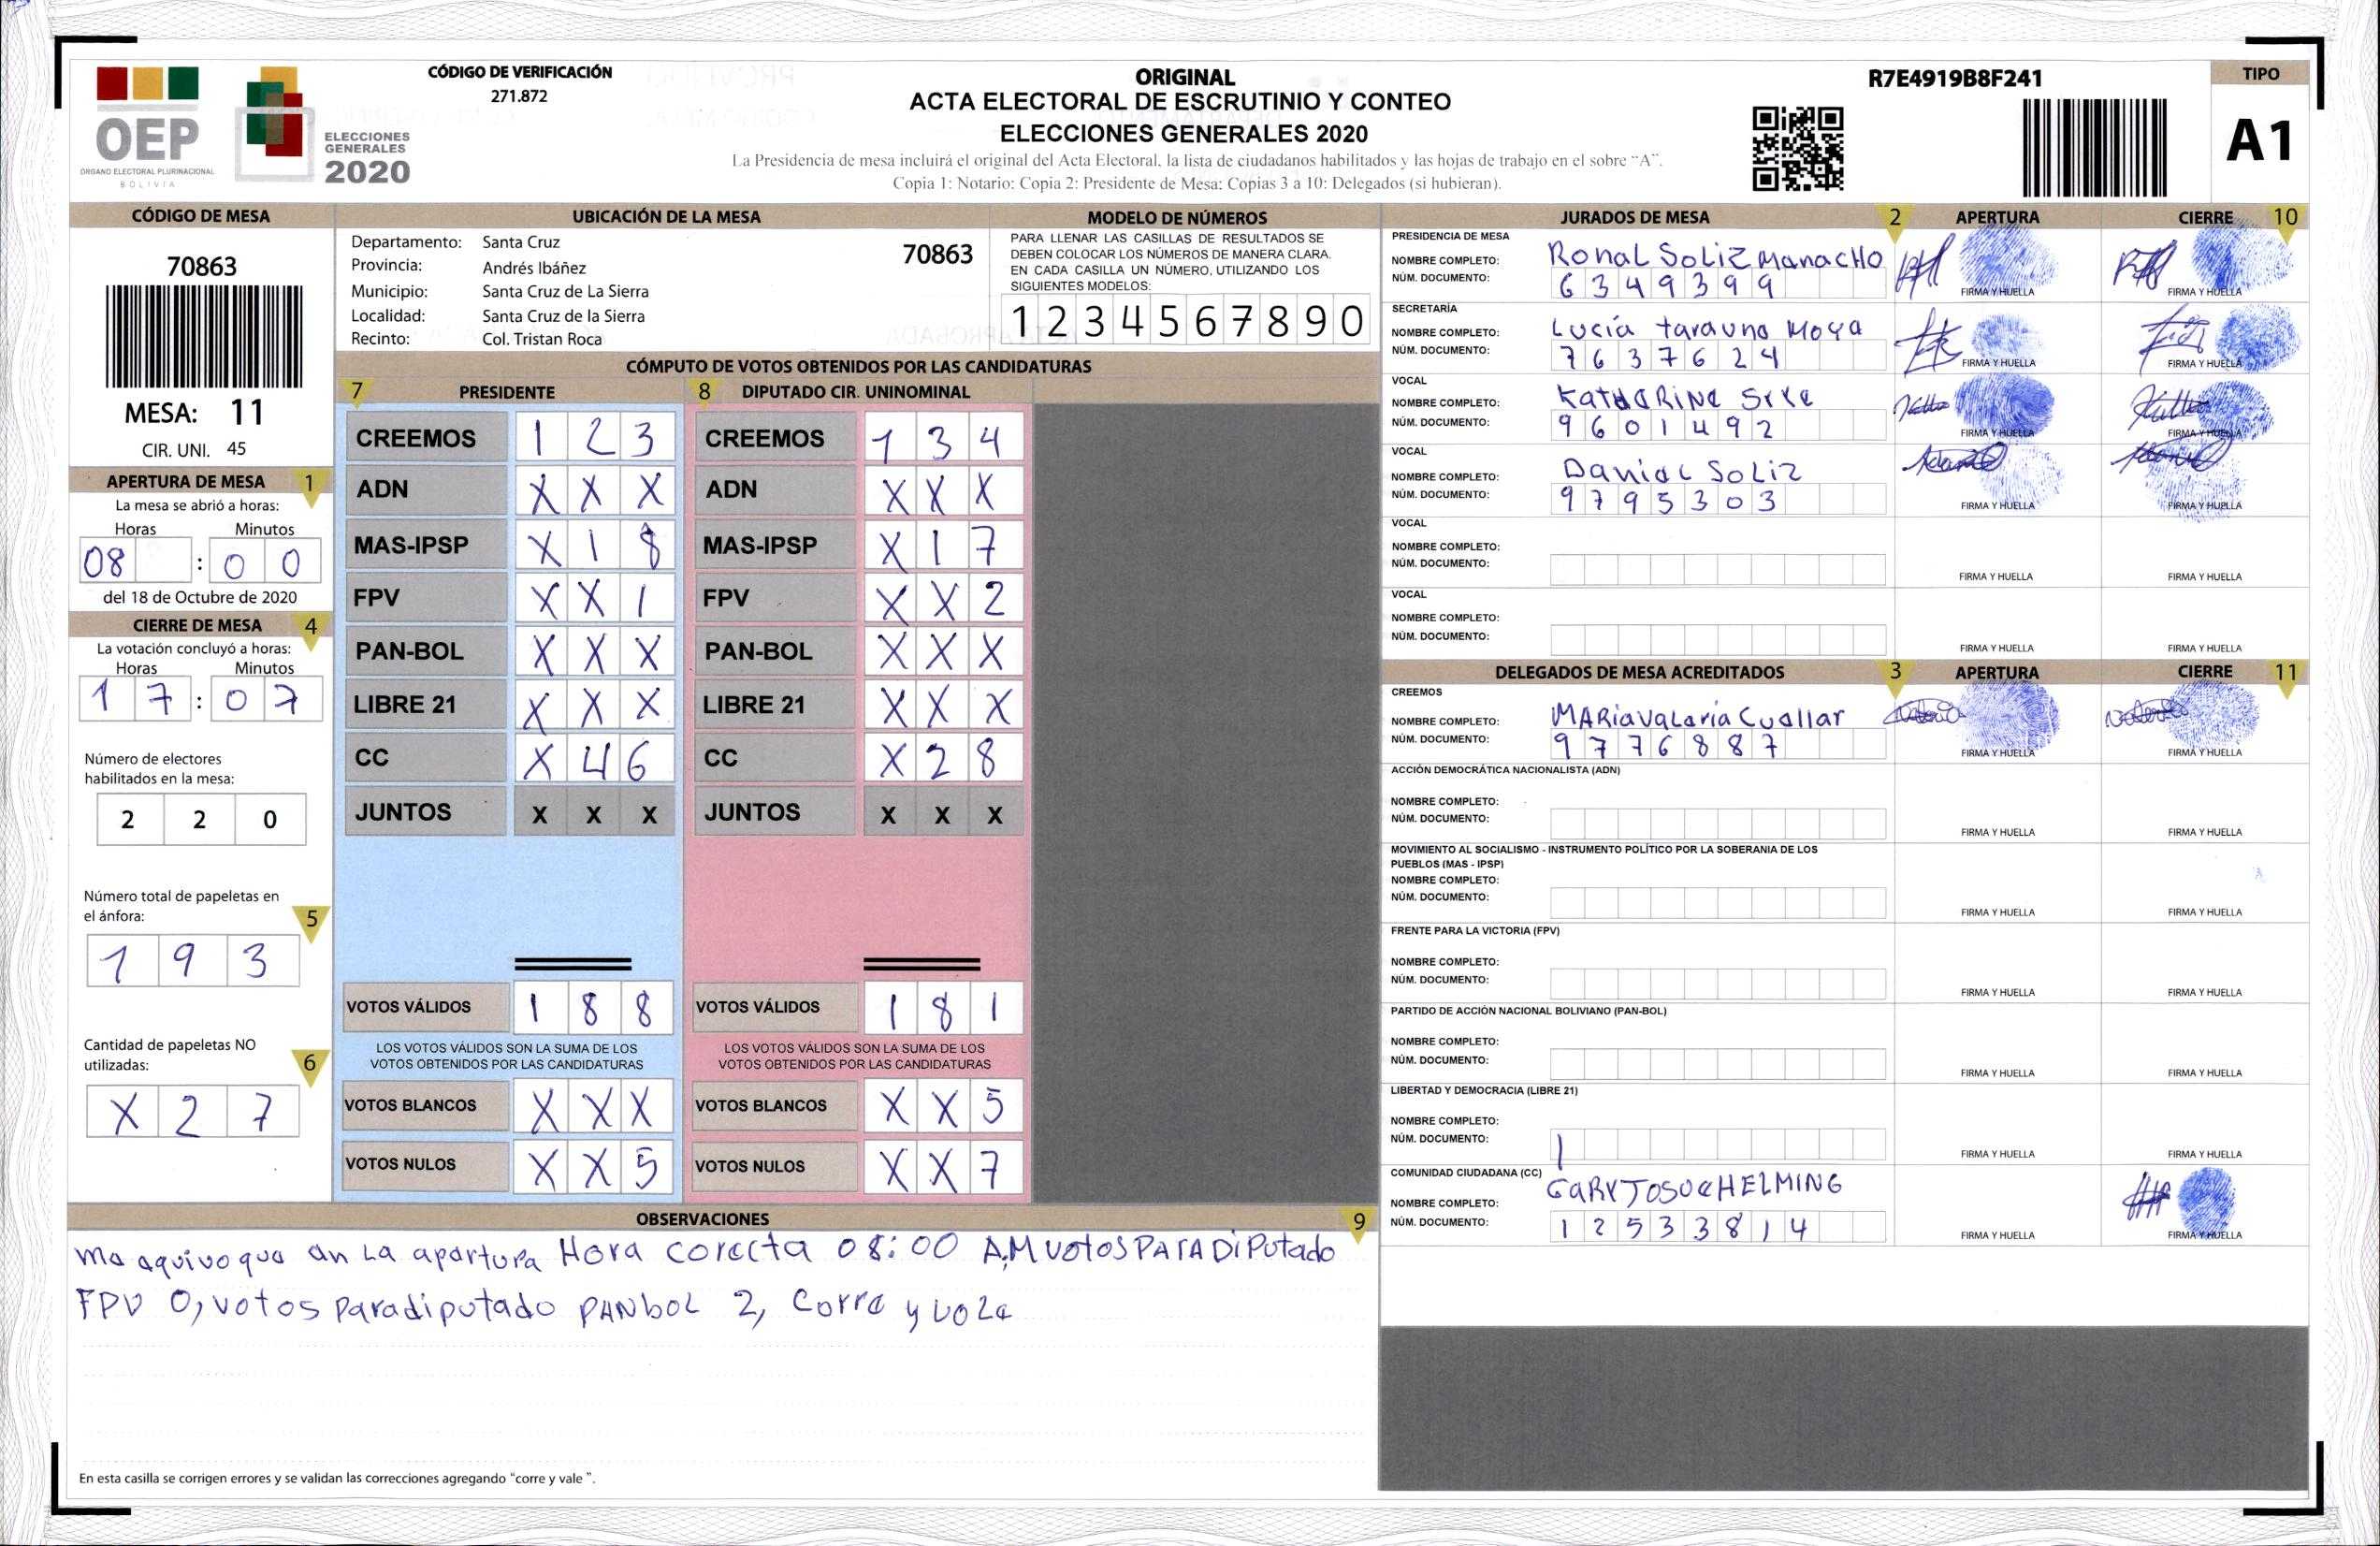 OEP
ÓRGANO ELECTORAL PLURINACIONAL
BOLIVIA
ELECCIONES
GENERALES
2020
CÓDIGO DE VERIFICACIÓN
271.872
ORIGINAL
ACTA ELECTORAL DE ESCRUTINIO Y CONTEO
ELECCIONES GENERALES 2020
La Presidencia de mesa incluirá el original del Acta Electoral, la lista de ciudadanos habilitados y las hojas de trabajo en el sobre "A".
Copia 1: Notario: Copia 2: Presidente de Mesa: Copias 3 a 10: Delegados (si hubieran).
R7E4919B8F241
TIPO
A1
CÓDIGO DE MESA
70863
MESA: 11
CIR. UNI. 45
APERTURA DE MESA 1
La mesa se abrió a horas:
Horas Minutos
08 : 0 0
del 18 de Octubre de 2020
CIERRE DE MESA 4
La votación concluyó a horas:
Horas Minutos
1 7 : 0 7
Número de electores
habilitados en la mesa:
2 2 0
Número total de papeletas en
el ánfora: 5
1 9 3
Cantidad de papeletas NO
utilizadas: 6
X 2 7
UBICACIÓN DE LA MESA
Departamento: Santa Cruz 70863
Provincia: Andrés Ibáñez
Municipio: Santa Cruz de La Sierra
Localidad: Santa Cruz de la Sierra
Recinto: Col. Tristan Roca
MODELO DE NÚMEROS
PARA LLENAR LAS CASILLAS DE RESULTADOS SE
DEBEN COLOCAR LOS NÚMEROS DE MANERA CLARA.
EN CADA CASILLA UN NÚMERO, UTILIZANDO LOS
SIGUIENTES MODELOS:
1 2 3 4 5 6 7 8 9 0
CÓMPUTO DE VOTOS OBTENIDOS POR LAS CANDIDATURAS
7 PRESIDENTE 8 DIPUTADO CIR. UNINOMINAL
CREEMOS 1 2 3 CREEMOS 1 3 4
ADN X X X ADN X X X
MAS-IPSP X 1 8 MAS-IPSP X 1 7
FPV X X 1 FPV X X 2
PAN-BOL X X X PAN-BOL X X X
LIBRE 21 X X X LIBRE 21 X X X
CC X 4 6 CC X 2 8
JUNTOS X X X JUNTOS X X X
VOTOS VÁLIDOS 1 8 8 VOTOS VÁLIDOS 1 8 1
LOS VOTOS VÁLIDOS SON LA SUMA DE LOS LOS VOTOS VÁLIDOS SON LA SUMA DE LOS
VOTOS OBTENIDOS POR LAS CANDIDATURAS VOTOS OBTENIDOS POR LAS CANDIDATURAS
VOTOS BLANCOS X X X VOTOS BLANCOS X X 5
VOTOS NULOS X X 5 VOTOS NULOS X X 7
OBSERVACIONES 9
me equivoque en La apertura Hora corecta 08:00 A.M votos PARA DiPutado
FPV 0, votos para diputado PANbOL 2, Corre y vale
En esta casilla se corrigen errores y se validan las correcciones agregando "corre y vale ".
JURADOS DE MESA 2 APERTURA CIERRE 10
PRESIDENCIA DE MESA
NOMBRE COMPLETO: Ronal SoLiz ManacHo
NÚM. DOCUMENTO: 6 3 4 9 3 9 9
FIRMA Y HUELLA FIRMA Y HUELLA
SECRETARÍA
NOMBRE COMPLETO: Lucía Moya
NÚM. DOCUMENTO: 7 6 3 7 6 2 4
FIRMA Y HUELLA FIRMA Y HUELLA
VOCAL
NOMBRE COMPLETO: KatHeRiNe
NÚM. DOCUMENTO: 9 6 0 1 4 9 2
FIRMA Y HUELLA FIRMA Y HUELLA
VOCAL
NOMBRE COMPLETO: Daniel SoLiz
NÚM. DOCUMENTO: 9 7 9 5 3 0 3
FIRMA Y HUELLA FIRMA Y HUELLA
VOCAL
NOMBRE COMPLETO:
NÚM. DOCUMENTO:
FIRMA Y HUELLA FIRMA Y HUELLA
VOCAL
NOMBRE COMPLETO:
NÚM. DOCUMENTO:
FIRMA Y HUELLA FIRMA Y HUELLA
DELEGADOS DE MESA ACREDITADOS 3 APERTURA CIERRE 11
CREEMOS
NOMBRE COMPLETO: MARia VaLeria Cuellar
NÚM. DOCUMENTO: 9 7 7 6 8 8 7
FIRMA Y HUELLA FIRMA Y HUELLA
ACCIÓN DEMOCRÁTICA NACIONALISTA (ADN)
NOMBRE COMPLETO:
NÚM. DOCUMENTO:
FIRMA Y HUELLA FIRMA Y HUELLA
MOVIMIENTO AL SOCIALISMO - INSTRUMENTO POLÍTICO POR LA SOBERANIA DE LOS
PUEBLOS (MAS - IPSP)
NOMBRE COMPLETO:
NÚM. DOCUMENTO:
FIRMA Y HUELLA FIRMA Y HUELLA
FRENTE PARA LA VICTORIA (FPV)
NOMBRE COMPLETO:
NÚM. DOCUMENTO:
FIRMA Y HUELLA FIRMA Y HUELLA
PARTIDO DE ACCIÓN NACIONAL BOLIVIANO (PAN-BOL)
NOMBRE COMPLETO:
NÚM. DOCUMENTO:
FIRMA Y HUELLA FIRMA Y HUELLA
LIBERTAD Y DEMOCRACIA (LIBRE 21)
NOMBRE COMPLETO:
NÚM. DOCUMENTO: 1
FIRMA Y HUELLA FIRMA Y HUELLA
COMUNIDAD CIUDADANA (CC)
NOMBRE COMPLETO: GaRY JOSUe HELMING
NÚM. DOCUMENTO: 1 2 5 3 3 8 1 4
FIRMA Y HUELLA FIRMA Y HUELLA